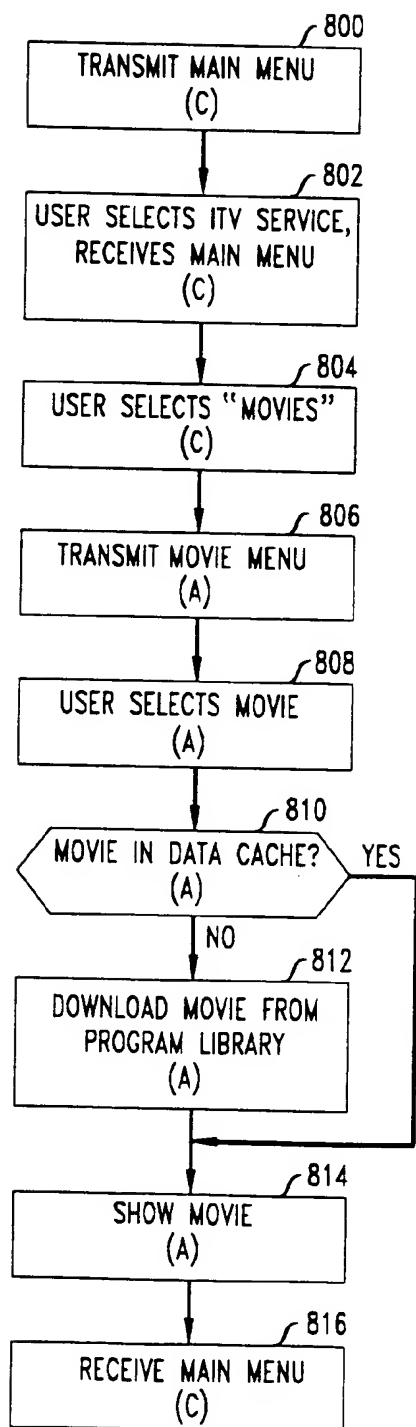 800
TRANSMIT MAIN MENU
(C)
802
USER SELECTS ITV SERVICE,
RECEIVES MAIN MENU
(C)
804
USER SELECTS "MOVIES"
(C)
806
TRANSMIT MOVIE MENU
(A)
808
USER SELECTS MOVIE
(A)
810
MOVIE IN DATA CACHE?
(A)
YES
NO
812
DOWNLOAD MOVIE FROM
PROGRAM LIBRARY
(A)
814
SHOW MOVIE
(A)
816
RECEIVE MAIN MENU
(C)